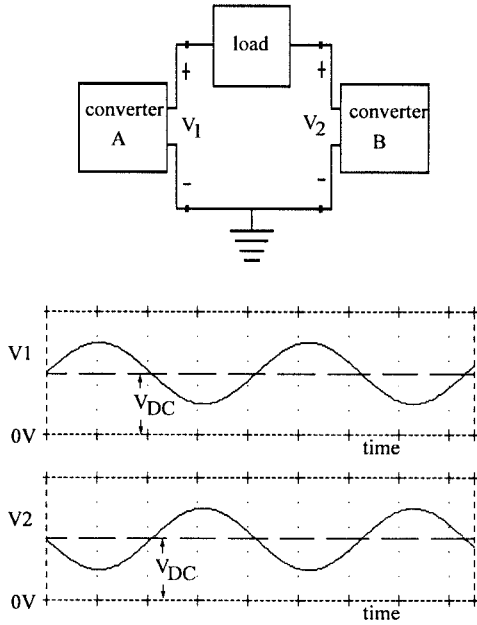 load
+
+
converter
A
V1
V2
converter
B
-
-
V1
VDC
0V
time
V2
VDC
0V
time